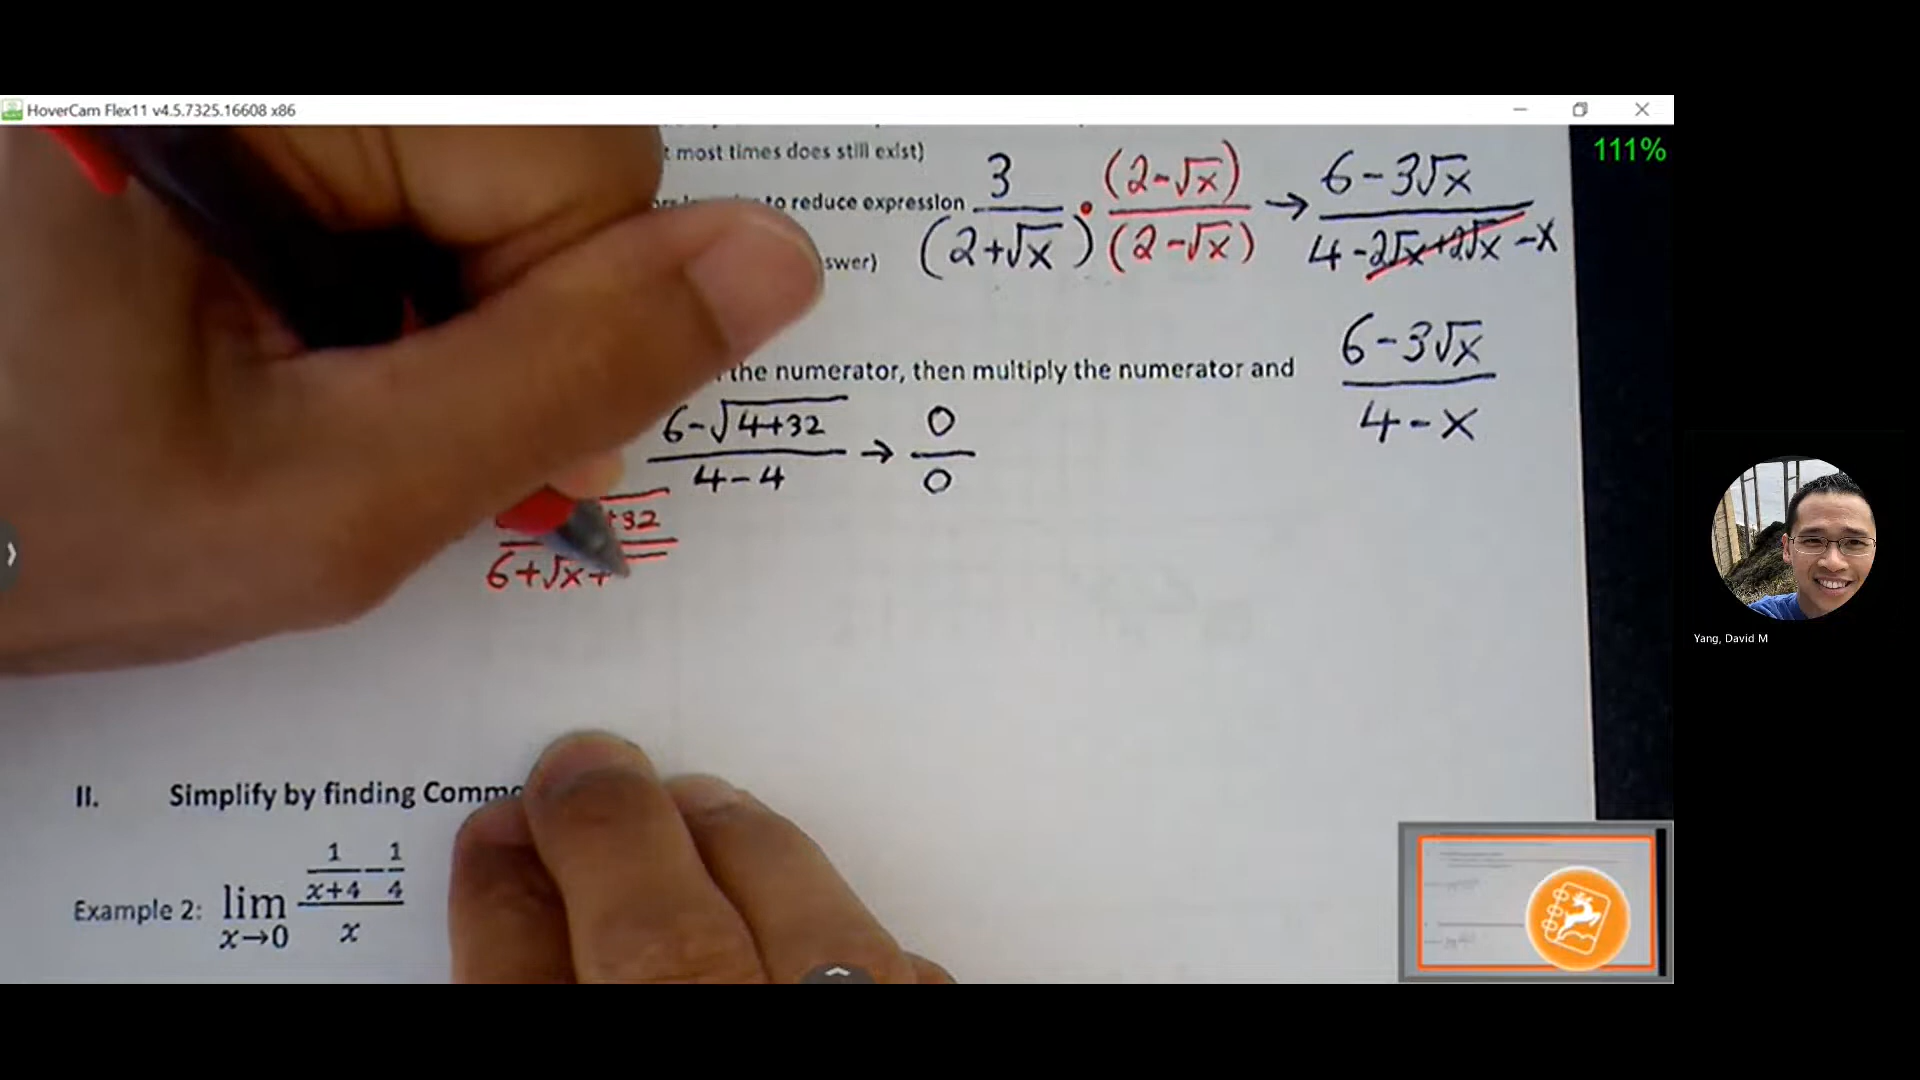 HoverCam Flex11 v4.5.7325.16608 x86
111%
t most times does still exist)
to reduce expression
swer)
3/(2+√x) • (2-√x)/(2-√x) → 6-3√x/4-2√x+2√x-x
6-3√x/4-x
the numerator, then multiply the numerator and
6-√4+32/4-4 → 0/0
+32
6+√x+
II. Simplify by finding Commo
Example 2: lim x→0 1/x+4 - 1/4 / x
Yang, David M